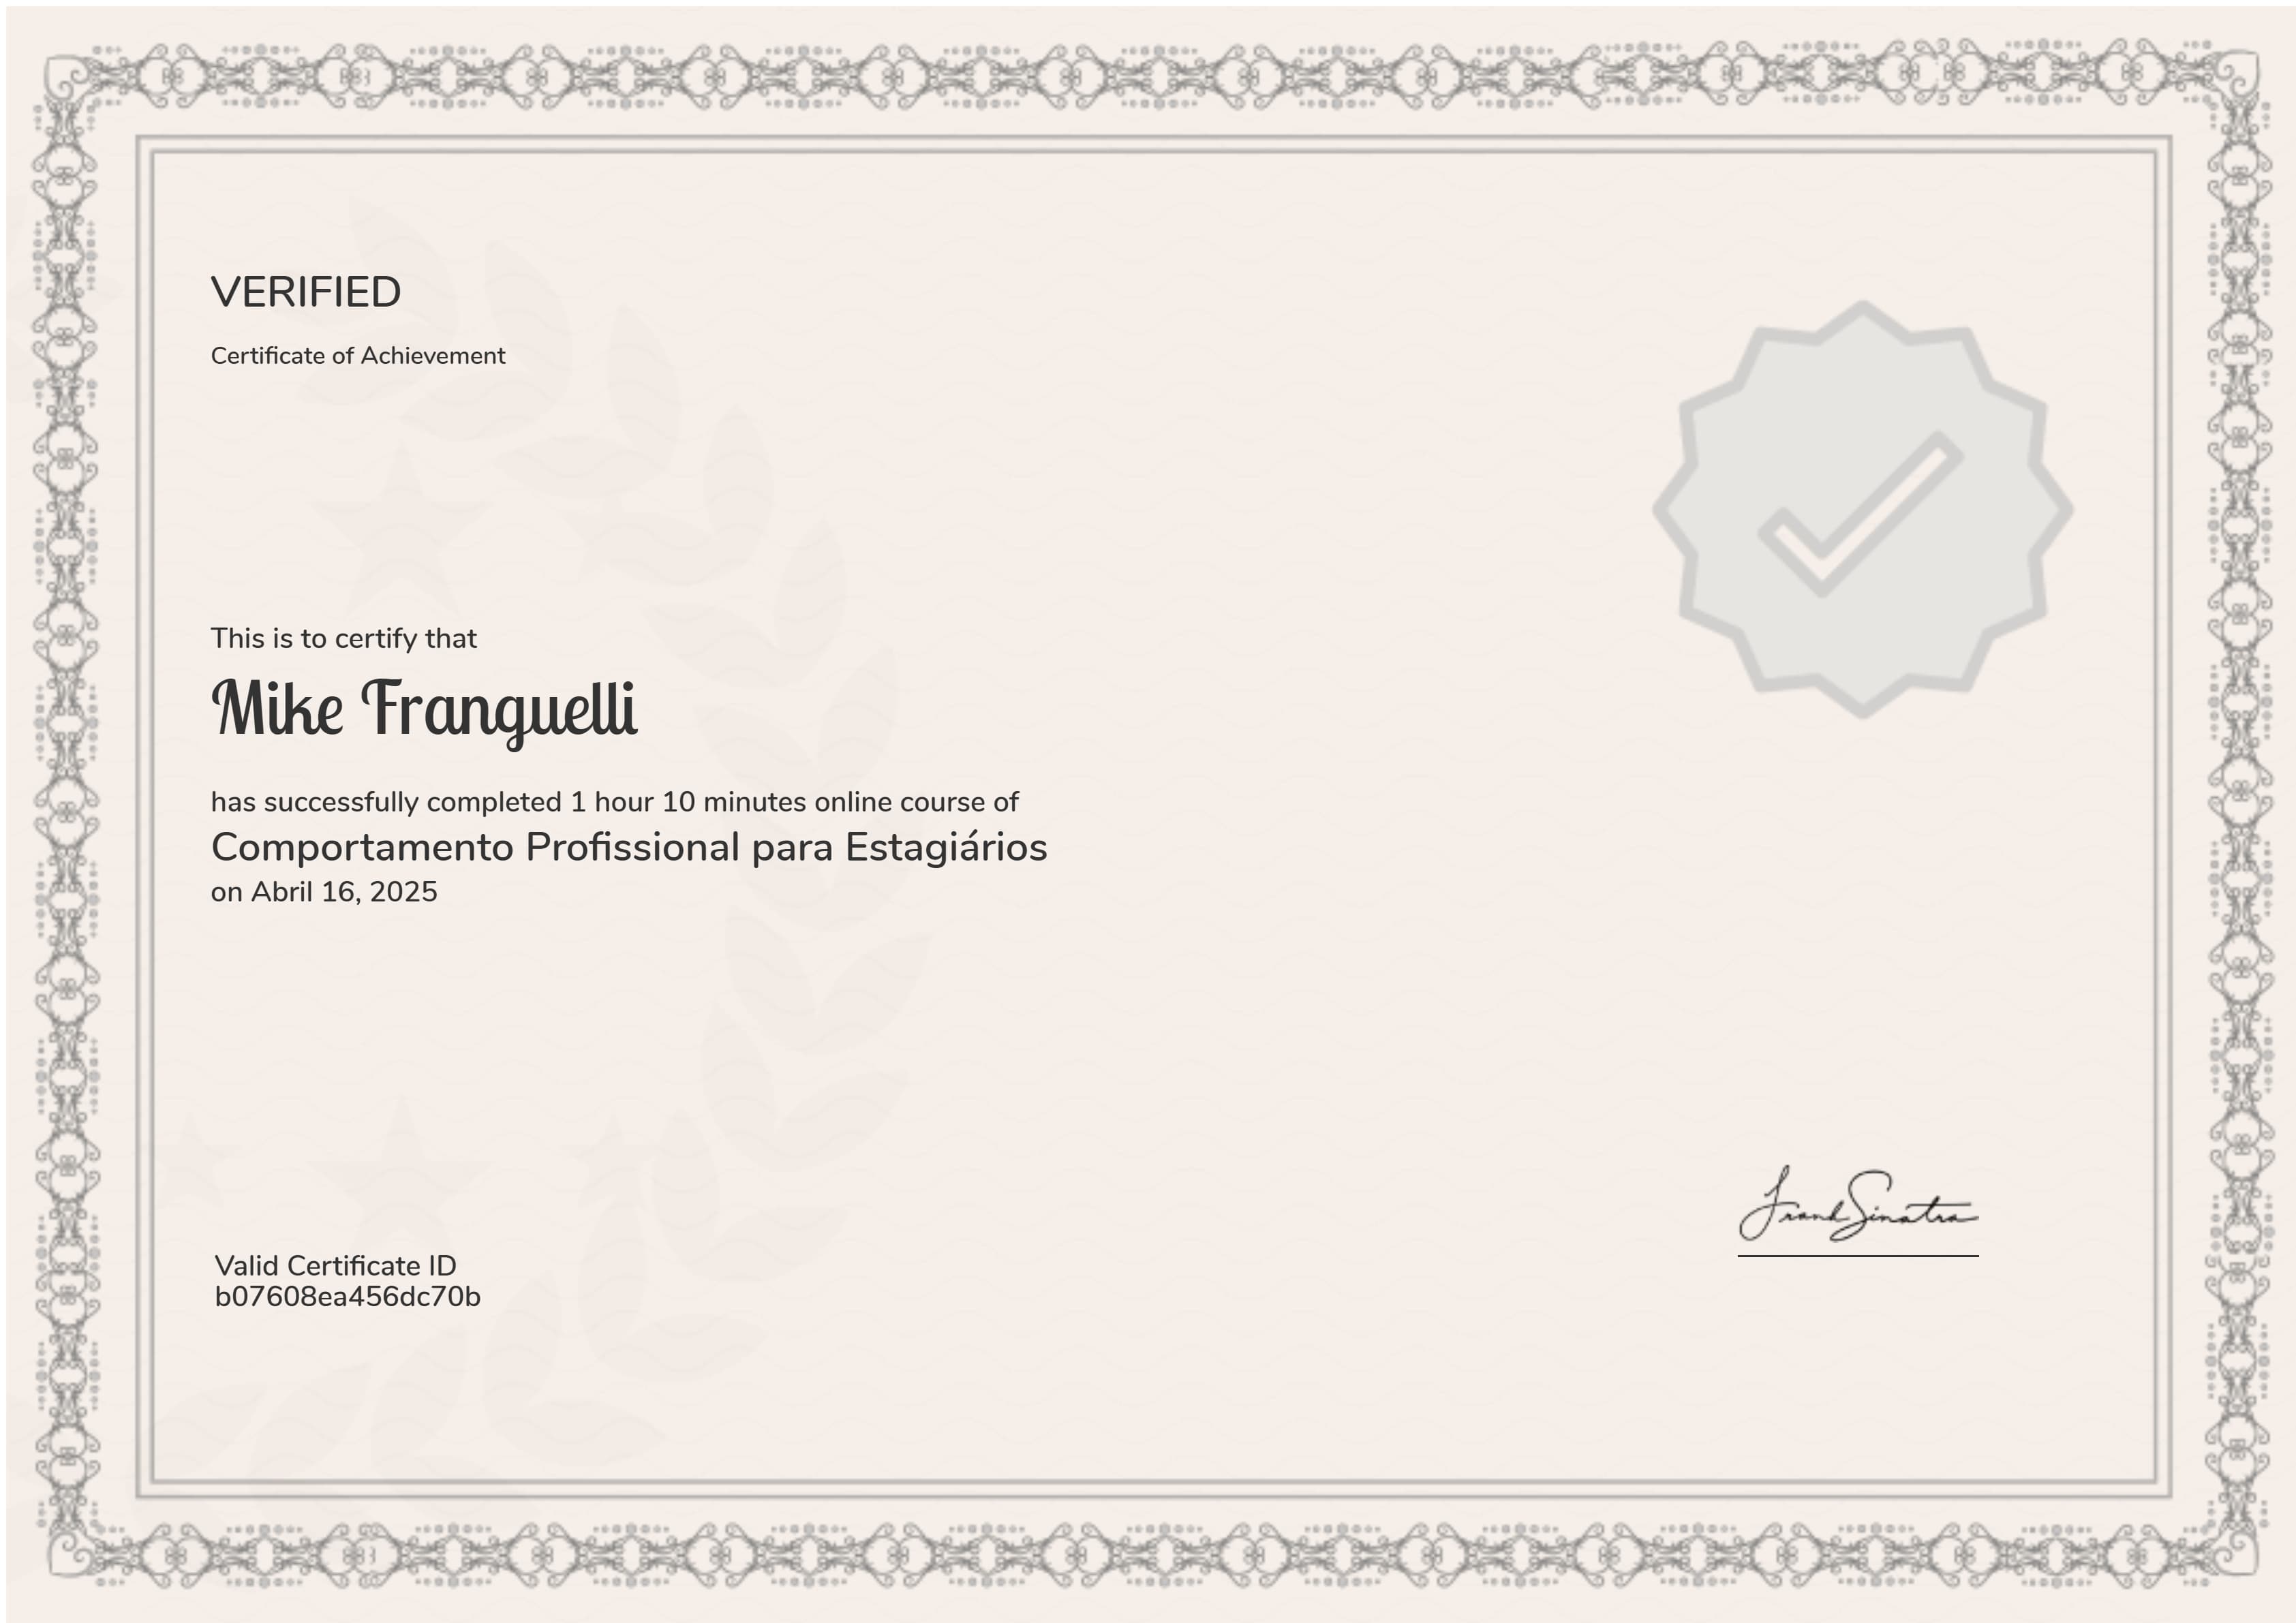 VERIFIED
Certificate of Achievement
This is to certify that
Mike Franguelli
has successfully completed 1 hour 10 minutes online course of
Comportamento Profissional para Estagiários
on Abril 16, 2025
Frank Sinatra
Valid Certificate ID
b07608ea456dc70b